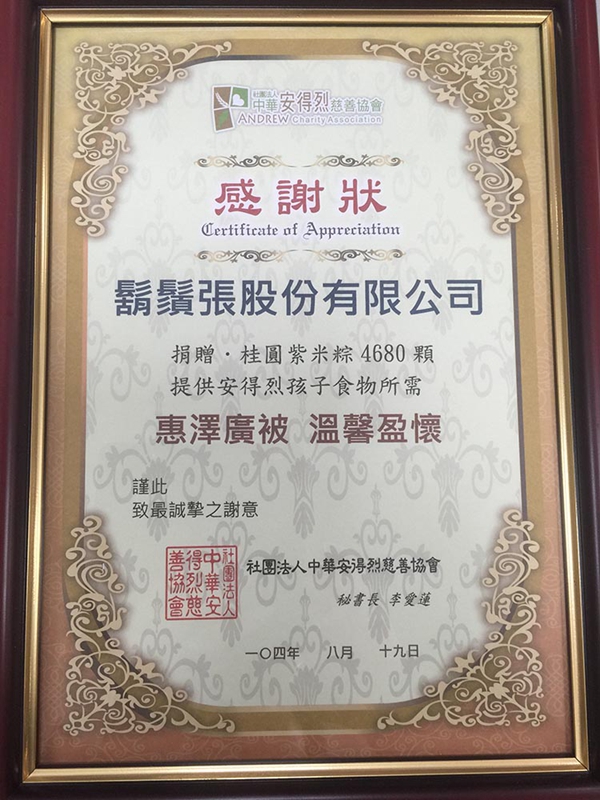 社團法人
中華安得烈慈善協會
ANDREW Charity Association
感謝狀
Certificate of Appreciation
鬍鬚張股份有限公司
捐贈・桂圓紫米粽4680顆
提供安得烈孩子食物所需
惠澤廣被 溫馨盈懷
謹此
致最誠摯之謝意
社團法人中華安得烈慈善協會
社團法人中華安得烈慈善協會
秘書長 李愛蓮
一〇四年 八月 十九日